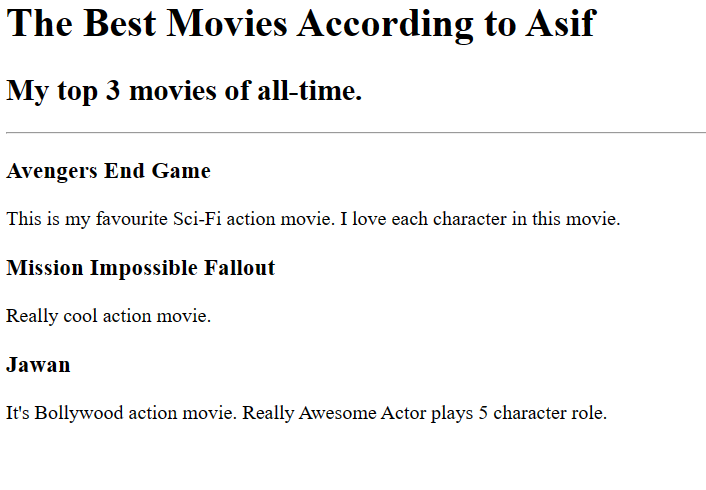 The Best Movies According to Asif
My top 3 movies of all-time.
Avengers End Game
This is my favourite Sci-Fi action movie. I love each character in this movie.
Mission Impossible Fallout
Really cool action movie.
Jawan
It's Bollywood action movie. Really Awesome Actor plays 5 character role.